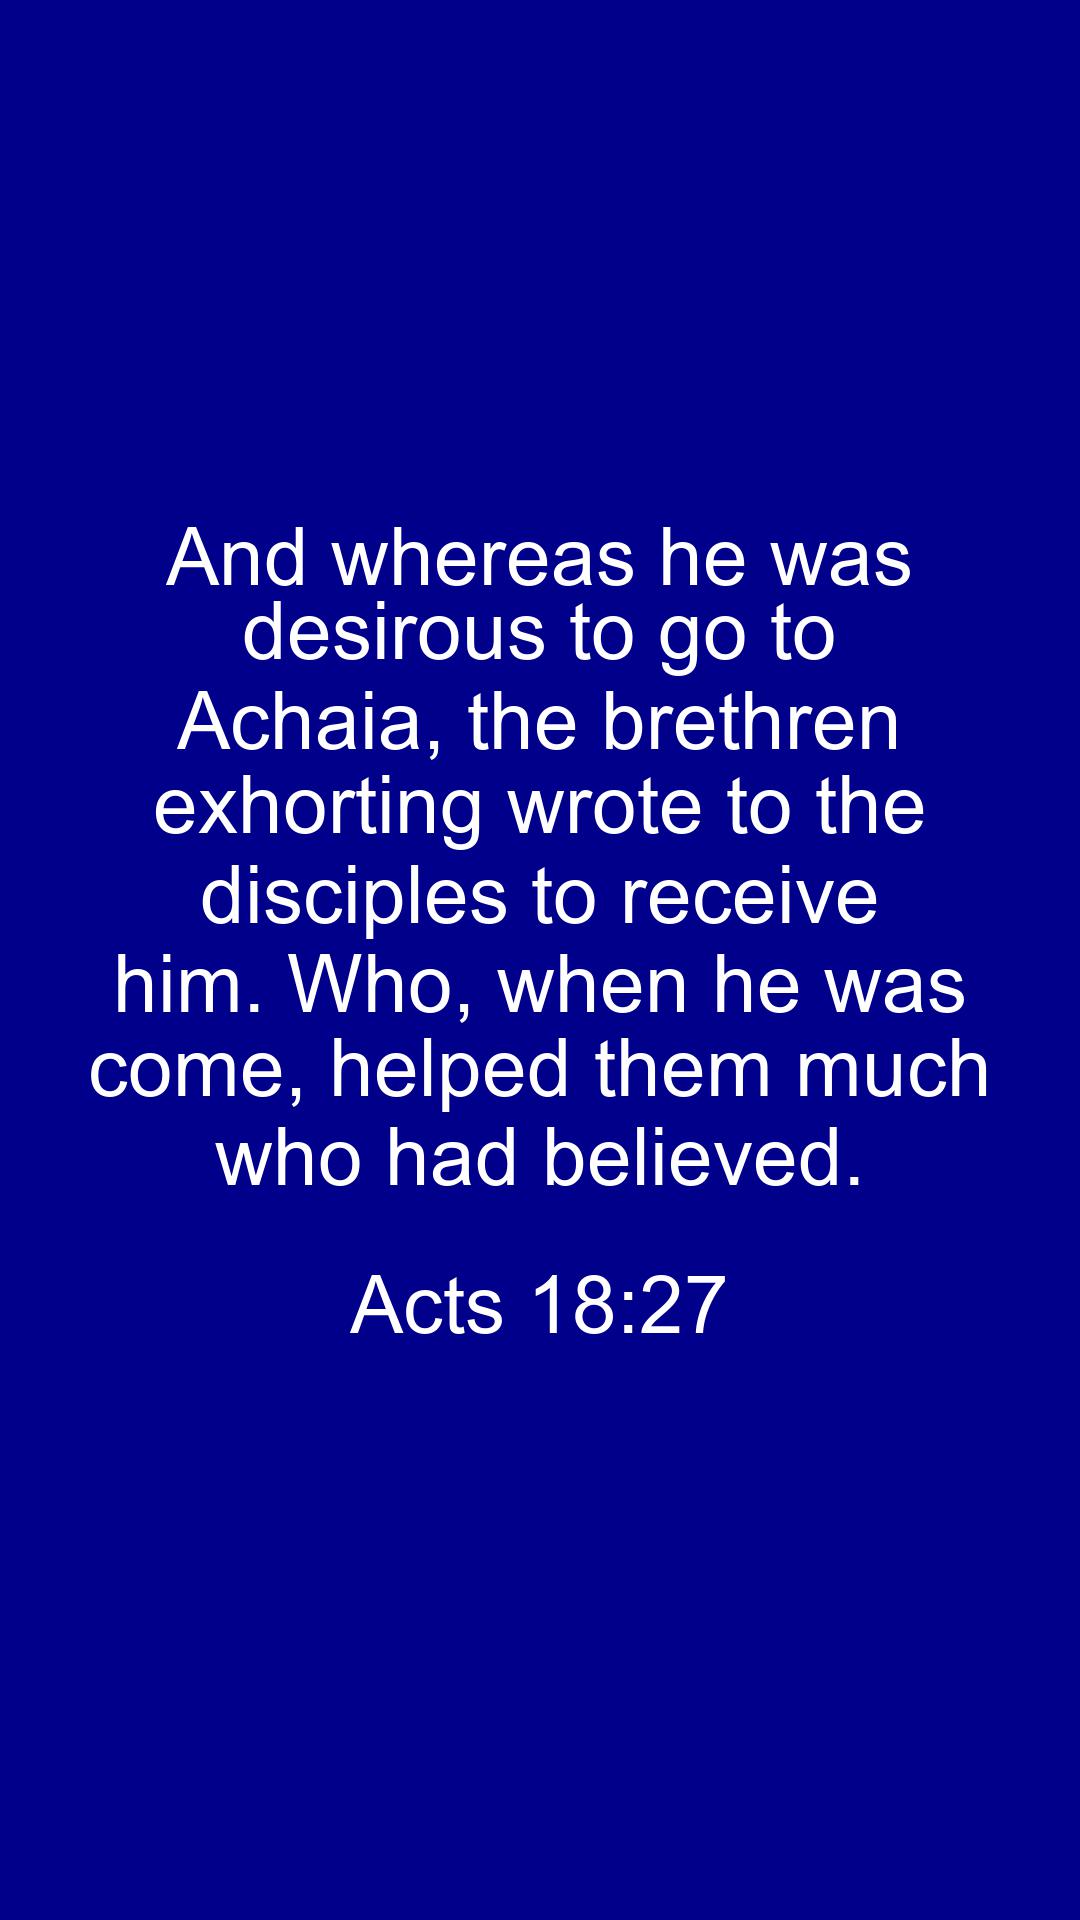 And whereas he was
desirous to go to
Achaia, the brethren
exhorting wrote to the
disciples to receive
him. Who, when he was
come, helped them much
who had believed.
Acts 18:27